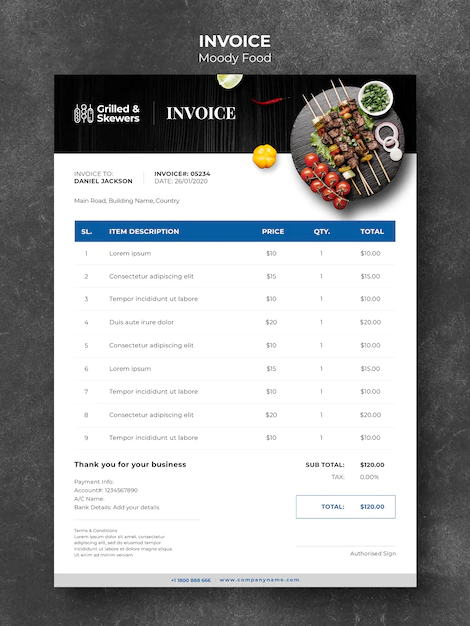 INVOICE
Moody Food
Grilled & Skewers
INVOICE
INVOICE TO:
DANIEL JACKSON
INVOICE#: 05234
DATE: 26/01/2020
Main Road, Building Name, Country
SL. ITEM DESCRIPTION PRICE QTY. TOTAL
1 Lorem ipsum $10 1 $10.00
2 Consectetur adipiscing elit $15 1 $15.00
3 Tempor incididunt ut labore $10 1 $10.00
4 Duis aute irure dolor $20 1 $20.00
5 Consectetur adipiscing elit $10 1 $10.00
6 Lorem ipsum $15 1 $15.00
7 Tempor incididunt ut labore $10 1 $10.00
8 Consectetur adipiscing elit $20 1 $20.00
9 Tempor incididunt ut labore $10 1 $10.00
Thank you for your business
Payment Info:
Account#: 1234567890
A/C Name:
Bank Details: Add your details
SUB TOTAL: $120.00
TAX: 0.00%
TOTAL: $120.00
Terms & Conditions
Lorem ipsum dolor sit amet, consectetur
adipiscing elit, sed do eiusmod tempor
incididunt ut labore et dolore magna
Authorised Sign
+1 1800 888 666 | www.companyname.com